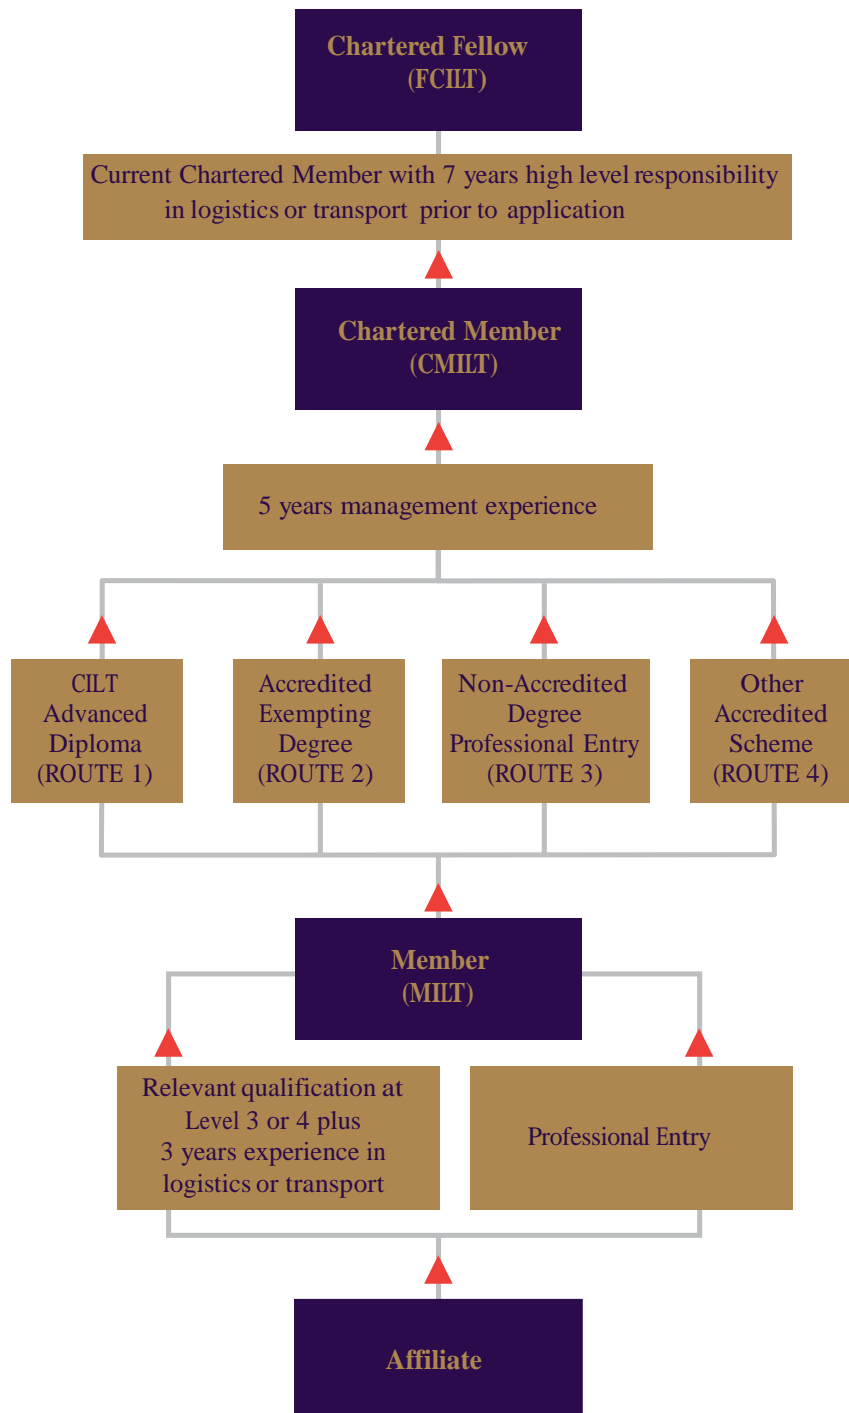 Chartered Fellow
(FCILT)
Current Chartered Member with 7 years high level responsibility
in logistics or transport prior to application
Chartered Member
(CMILT)
5 years management experience
CILT
Advanced
Diploma
(ROUTE 1)
Accredited
Exempting
Degree
(ROUTE 2)
Non-Accredited
Degree
Professional Entry
(ROUTE 3)
Other
Accredited
Scheme
(ROUTE 4)
Member
(MILT)
Relevant qualification at
Level 3 or 4 plus
3 years experience in
logistics or transport
Professional Entry
Affiliate